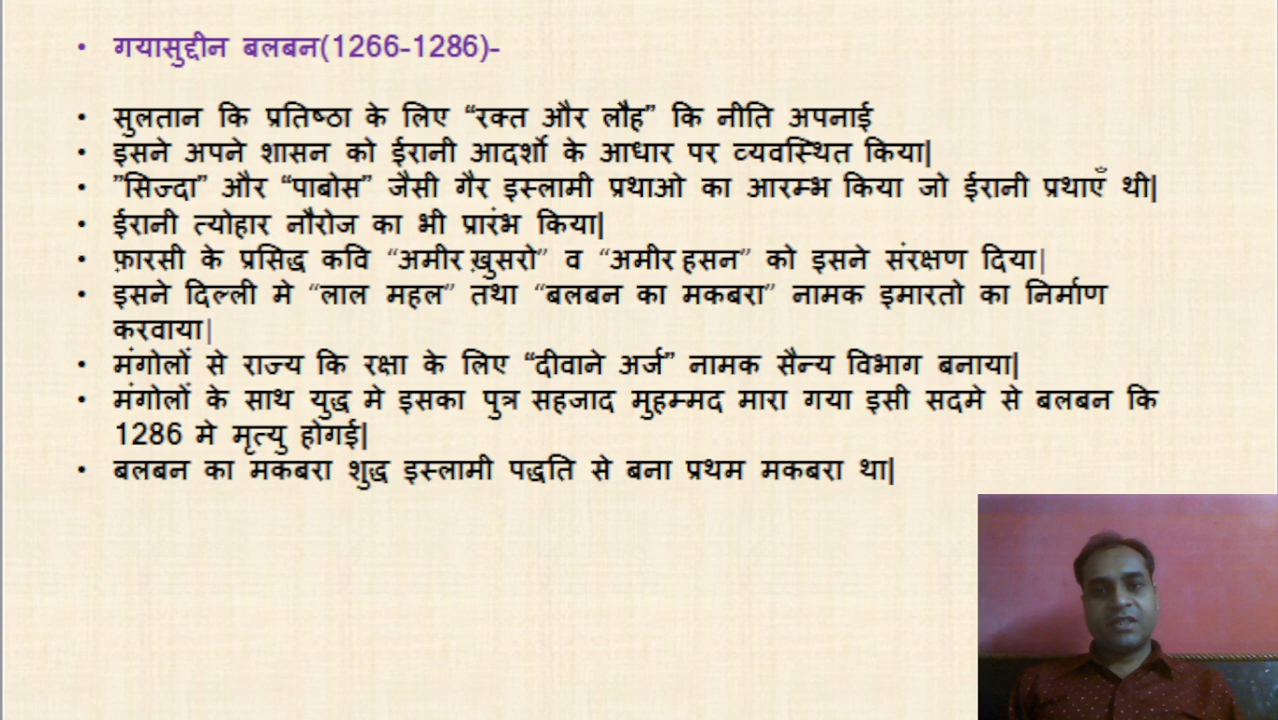 • गयासुद्दीन बलबन(1266-1286)-
• सुलतान कि प्रतिष्ठा के लिए “रक्त और लौह” कि नीति अपनाई
• इसने अपने शासन को ईरानी आदर्शो के आधार पर व्यवस्थित किया|
• ”सिज्दा” और “पाबोस” जैसी गैर इस्लामी प्रथाओ का आरम्भ किया जो ईरानी प्रथाएँ थी|
• ईरानी त्योहार नौरोज का भी प्रारंभ किया|
• फ़ारसी के प्रसिद्ध कवि “अमीर ख़ुसरो” व “अमीर हसन” को इसने संरक्षण दिया|
• इसने दिल्ली मे “लाल महल” तथा “बलबन का मकबरा” नामक इमारतो का निर्माण
करवाया|
• मंगोलों से राज्य कि रक्षा के लिए “दीवाने अर्ज” नामक सैन्य विभाग बनाया|
• मंगोलों के साथ युद्ध मे इसका पुत्र सहजाद मुहम्मद मारा गया इसी सदमे से बलबन कि
1286 मे मृत्यु होगई|
• बलबन का मकबरा शुद्ध इस्लामी पद्धति से बना प्रथम मकबरा था|